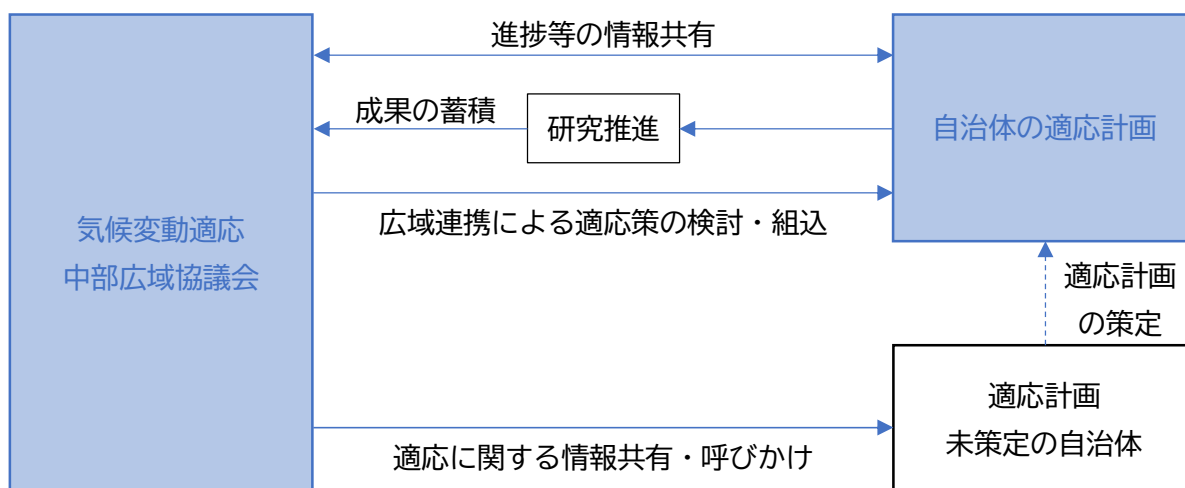 進捗等の情報共有
成果の蓄積
研究推進
自治体の適応計画
気候変動適応
中部広域協議会
広域連携による適応策の検討・組込
適応計画
の策定
適応計画
未策定の自治体
適応に関する情報共有・呼びかけ